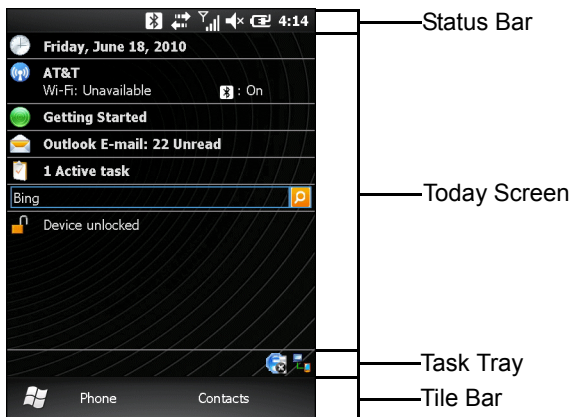 4:14
Status Bar
Friday, June 18, 2010
AT&T
Wi-Fi: Unavailable : On
Getting Started
Outlook E-mail: 22 Unread
1 Active task
Bing
Today Screen
Device unlocked
Task Tray
Phone Contacts
Tile Bar